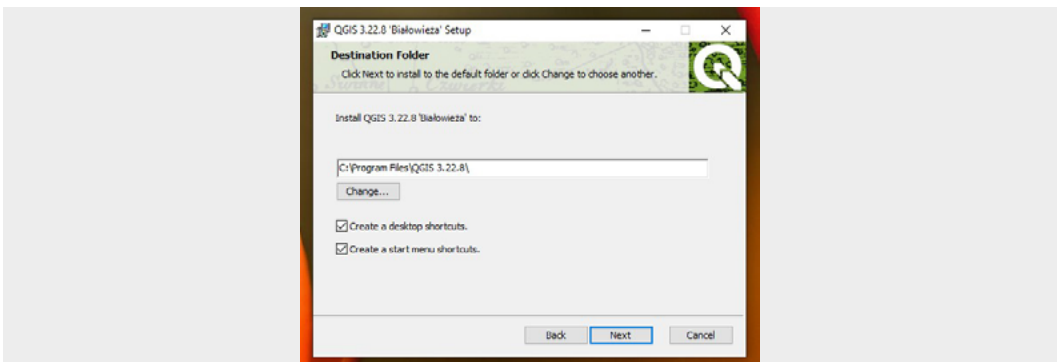 QGIS 3.22.8 'Białowieża' Setup
Destination Folder
Click Next to install to the default folder or click Change to choose another.
Install QGIS 3.22.8 'Białowieża' to:
C:\Program Files\QGIS 3.22.8\
Change...
Create a desktop shortcuts.
Create a start menu shortcuts.
Back
Next
Cancel